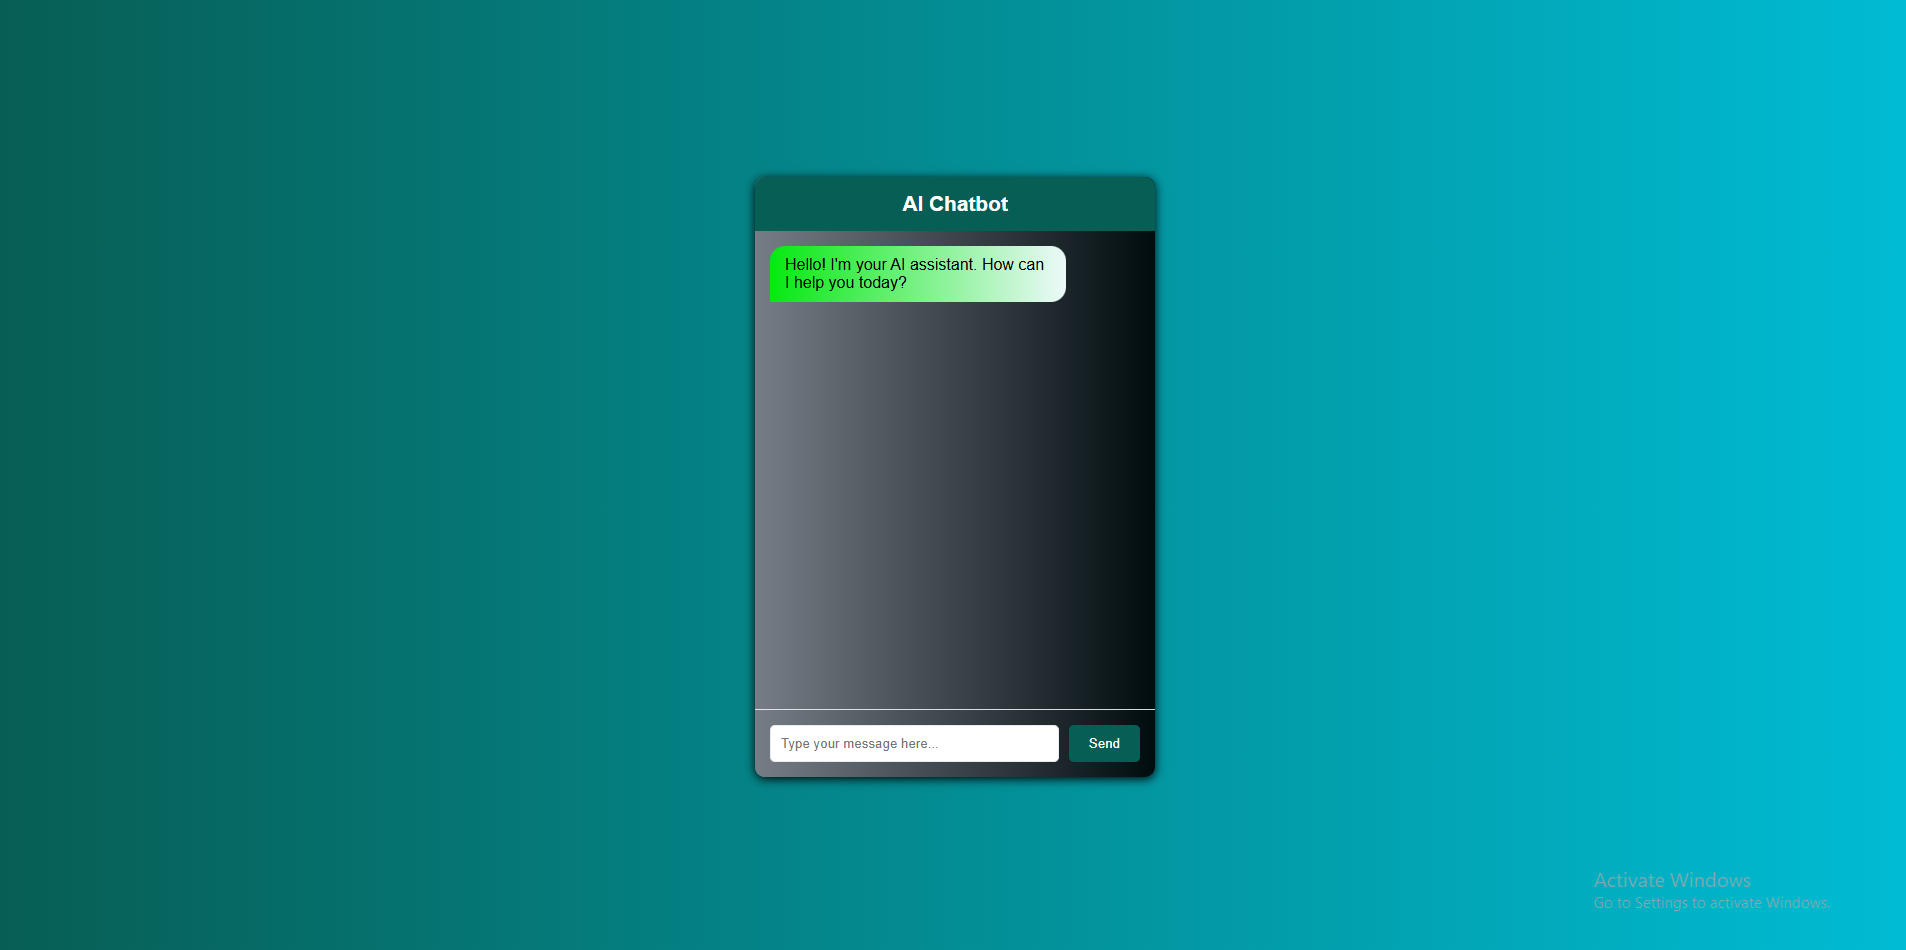 AI Chatbot
Hello! I'm your AI assistant. How can
I help you today?
Type your message here...
Send
Activate Windows
Go to Settings to activate Windows.